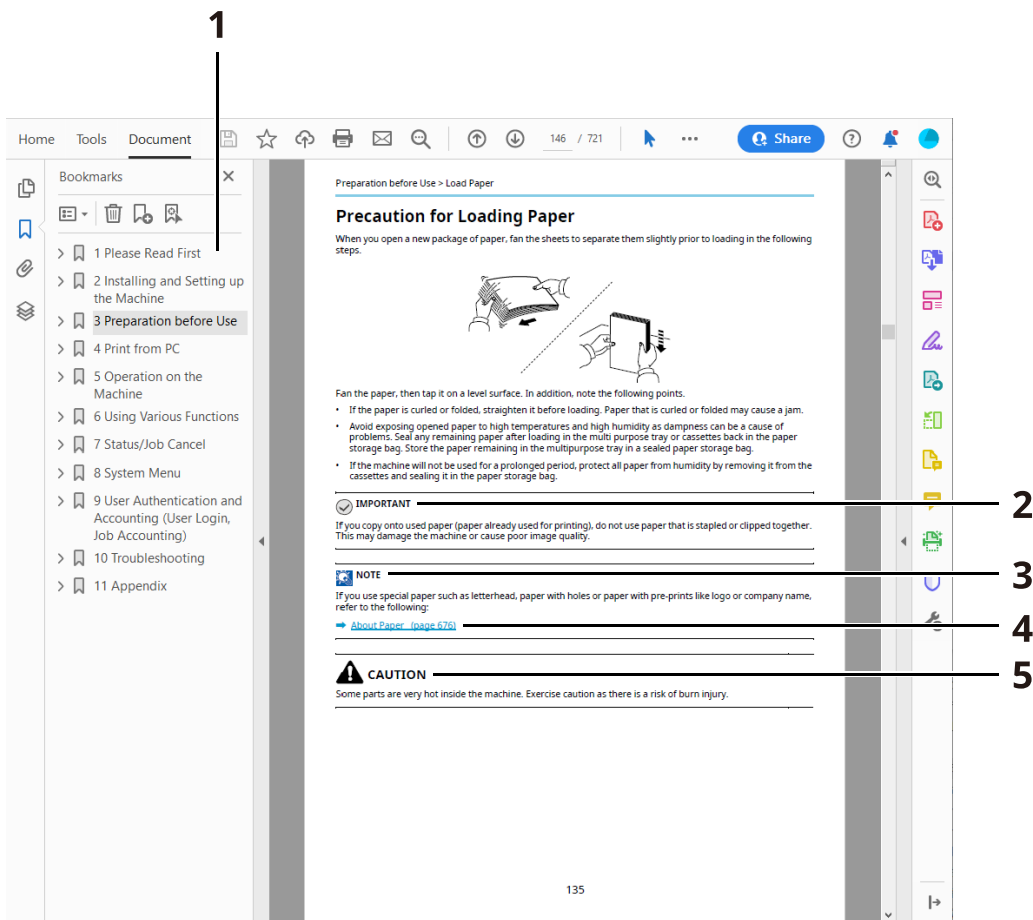 1
Home Tools Document 146 / 721 Share
Bookmarks
1 Please Read First
2 Installing and Setting up
the Machine
3 Preparation before Use
4 Print from PC
5 Operation on the
Machine
6 Using Various Functions
7 Status/Job Cancel
8 System Menu
9 User Authentication and
Accounting (User Login,
Job Accounting)
10 Troubleshooting
11 Appendix
Preparation before Use > Load Paper
Precaution for Loading Paper
When you open a new package of paper, fan the sheets to separate them slightly prior to loading in the following
steps.
Fan the paper, then tap it on a level surface. In addition, note the following points.
• If the paper is curled or folded, straighten it before loading. Paper that is curled or folded may cause a jam.
• Avoid exposing opened paper to high temperatures and high humidity as dampness can be a cause of
problems. Seal any remaining paper after loading in the multi purpose tray or cassettes back in the paper
storage bag. Store the paper remaining in the multipurpose tray in a sealed paper storage bag.
• If the machine will not be used for a prolonged period, protect all paper from humidity by removing it from the
cassettes and sealing it in the paper storage bag.
IMPORTANT
2
If you copy onto used paper (paper already used for printing), do not use paper that is stapled or clipped together.
This may damage the machine or cause poor image quality.
NOTE
3
If you use special paper such as letterhead, paper with holes or paper with pre-prints like logo or company name,
refer to the following:
➡ About Paper (page 676)
4
CAUTION
5
Some parts are very hot inside the machine. Exercise caution as there is a risk of burn injury.
135